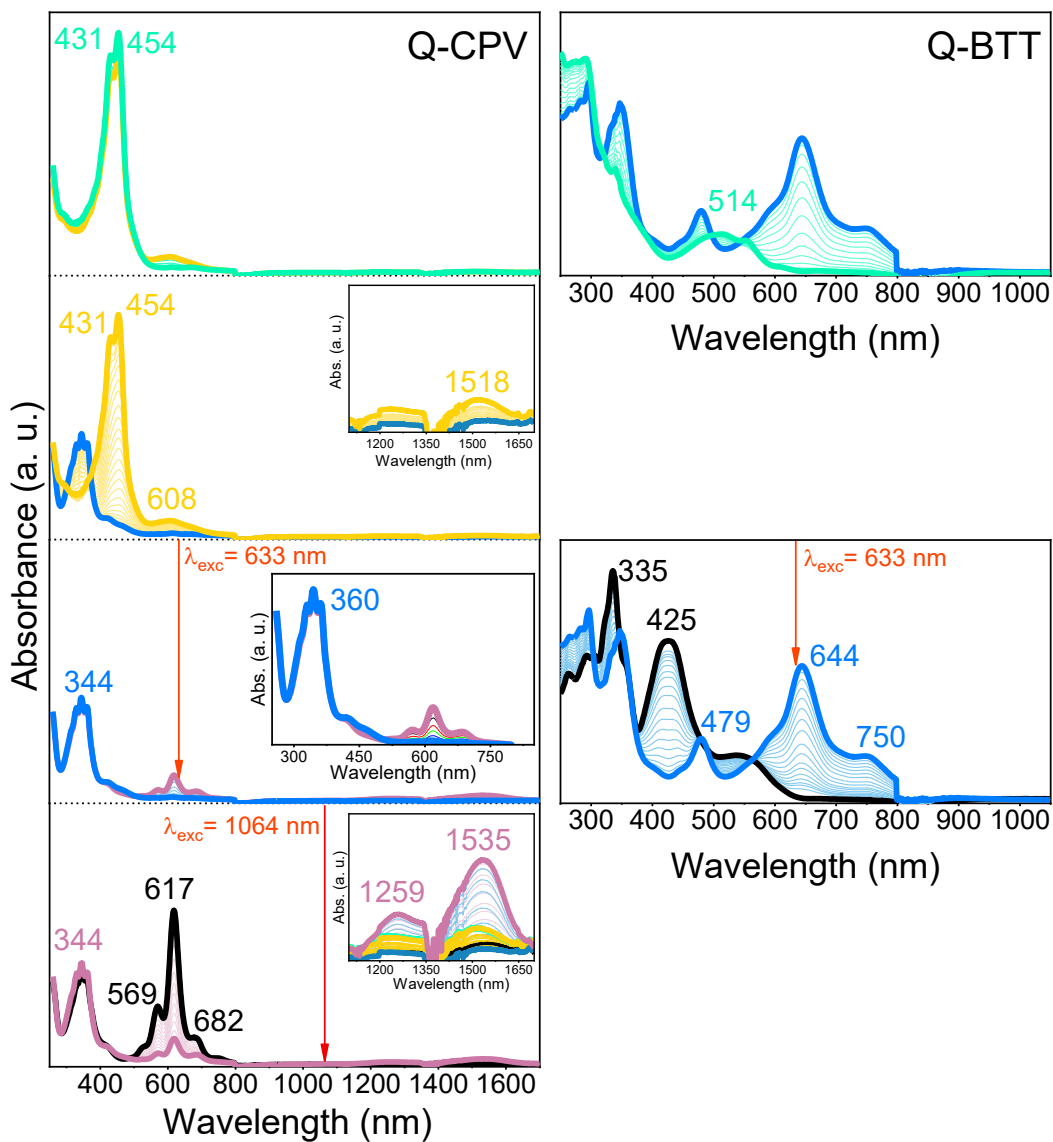 Absorbance (a. u.)
Q-CPV
431
454
431
454
608
1518
Abs. (a. u.)
1200 1350 1500 1650
Wavelength (nm)
λexc= 633 nm
344
360
Abs. (a. u.)
300 450 600 750
Wavelength (nm)
λexc= 1064 nm
344
569
617
682
1259
1535
Abs. (a. u.)
1200 1350 1500 1650
Wavelength (nm)
400 600 800 1000 1200 1400 1600
Wavelength (nm)
Q-BTT
514
300 400 500 600 700 800 900 1000
Wavelength (nm)
335
425
λexc= 633 nm
644
479
750
300 400 500 600 700 800 900 1000
Wavelength (nm)